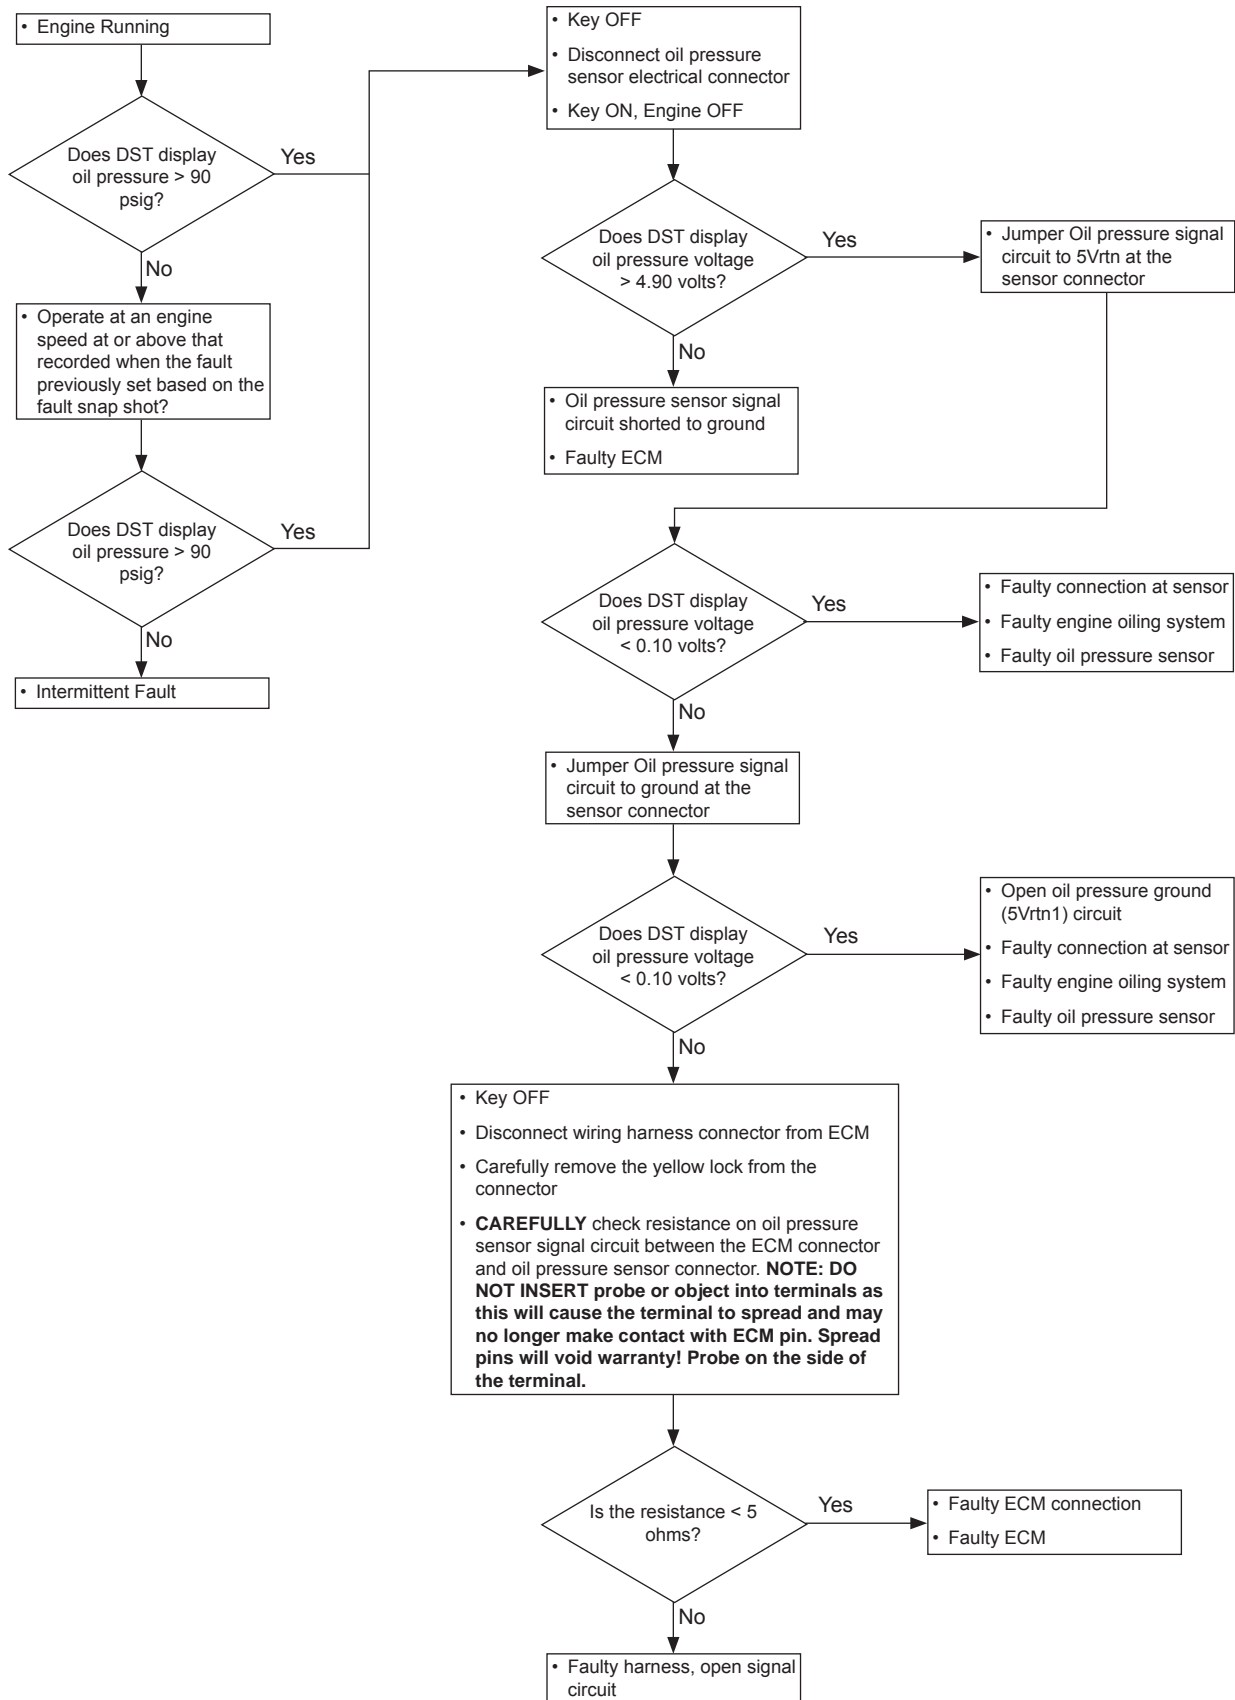 • Engine Running
Does DST display
oil pressure > 90
psig?
Yes
No
• Operate at an engine
speed at or above that
recorded when the fault
previously set based on the
fault snap shot?
Does DST display
oil pressure > 90
psig?
Yes
No
• Intermittent Fault
• Key OFF
• Disconnect oil pressure
sensor electrical connector
• Key ON, Engine OFF
Does DST display
oil pressure voltage
> 4.90 volts?
Yes
• Jumper Oil pressure signal
circuit to 5Vrtn at the
sensor connector
No
• Oil pressure sensor signal
circuit shorted to ground
• Faulty ECM
Does DST display
oil pressure voltage
< 0.10 volts?
Yes
• Faulty connection at sensor
• Faulty engine oiling system
• Faulty oil pressure sensor
No
• Jumper Oil pressure signal
circuit to ground at the
sensor connector
Does DST display
oil pressure voltage
< 0.10 volts?
Yes
• Open oil pressure ground
(5Vrtn1) circuit
• Faulty connection at sensor
• Faulty engine oiling system
• Faulty oil pressure sensor
No
• Key OFF
• Disconnect wiring harness connector from ECM
• Carefully remove the yellow lock from the
connector
• CAREFULLY check resistance on oil pressure
sensor signal circuit between the ECM connector
and oil pressure sensor connector. NOTE: DO
NOT INSERT probe or object into terminals as
this will cause the terminal to spread and may
no longer make contact with ECM pin. Spread
pins will void warranty! Probe on the side of
the terminal.
Is the resistance < 5
ohms?
Yes
• Faulty ECM connection
• Faulty ECM
No
• Faulty harness, open signal
circuit